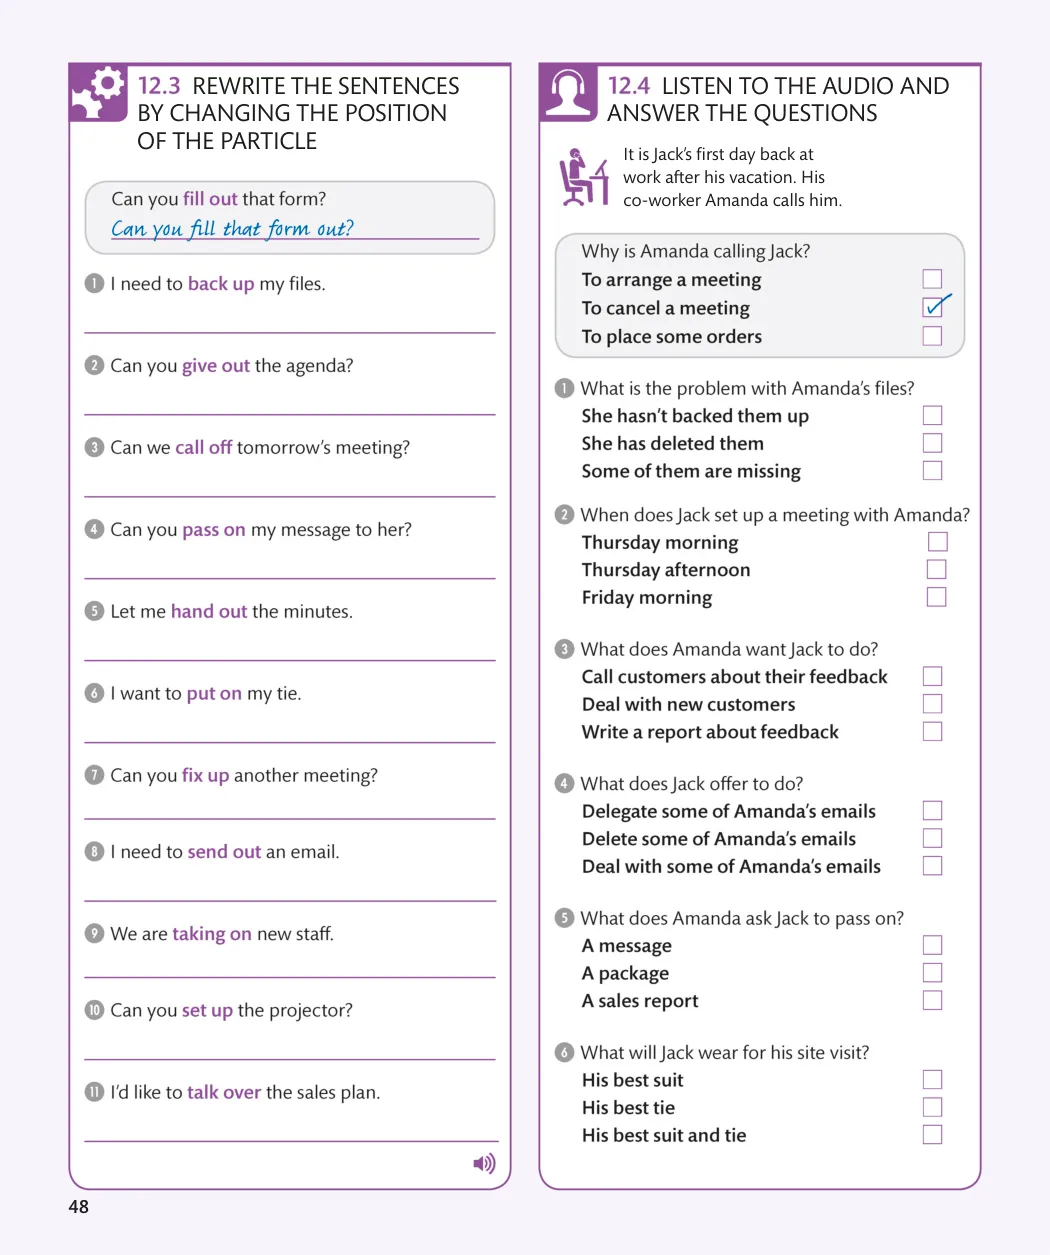 12.3 REWRITE THE SENTENCES
BY CHANGING THE POSITION
OF THE PARTICLE
Can you fill out that form?
Can you fill that form out?
1 I need to back up my files.
2 Can you give out the agenda?
3 Can we call off tomorrow's meeting?
4 Can you pass on my message to her?
5 Let me hand out the minutes.
6 I want to put on my tie.
7 Can you fix up another meeting?
8 I need to send out an email.
9 We are taking on new staff.
10 Can you set up the projector?
11 I'd like to talk over the sales plan.
12.4 LISTEN TO THE AUDIO AND
ANSWER THE QUESTIONS
It is Jack's first day back at
work after his vacation. His
co-worker Amanda calls him.
Why is Amanda calling Jack?
To arrange a meeting
To cancel a meeting
To place some orders
1 What is the problem with Amanda's files?
She hasn't backed them up
She has deleted them
Some of them are missing
2 When does Jack set up a meeting with Amanda?
Thursday morning
Thursday afternoon
Friday morning
3 What does Amanda want Jack to do?
Call customers about their feedback
Deal with new customers
Write a report about feedback
4 What does Jack offer to do?
Delegate some of Amanda's emails
Delete some of Amanda's emails
Deal with some of Amanda's emails
5 What does Amanda ask Jack to pass on?
A message
A package
A sales report
6 What will Jack wear for his site visit?
His best suit
His best tie
His best suit and tie
48